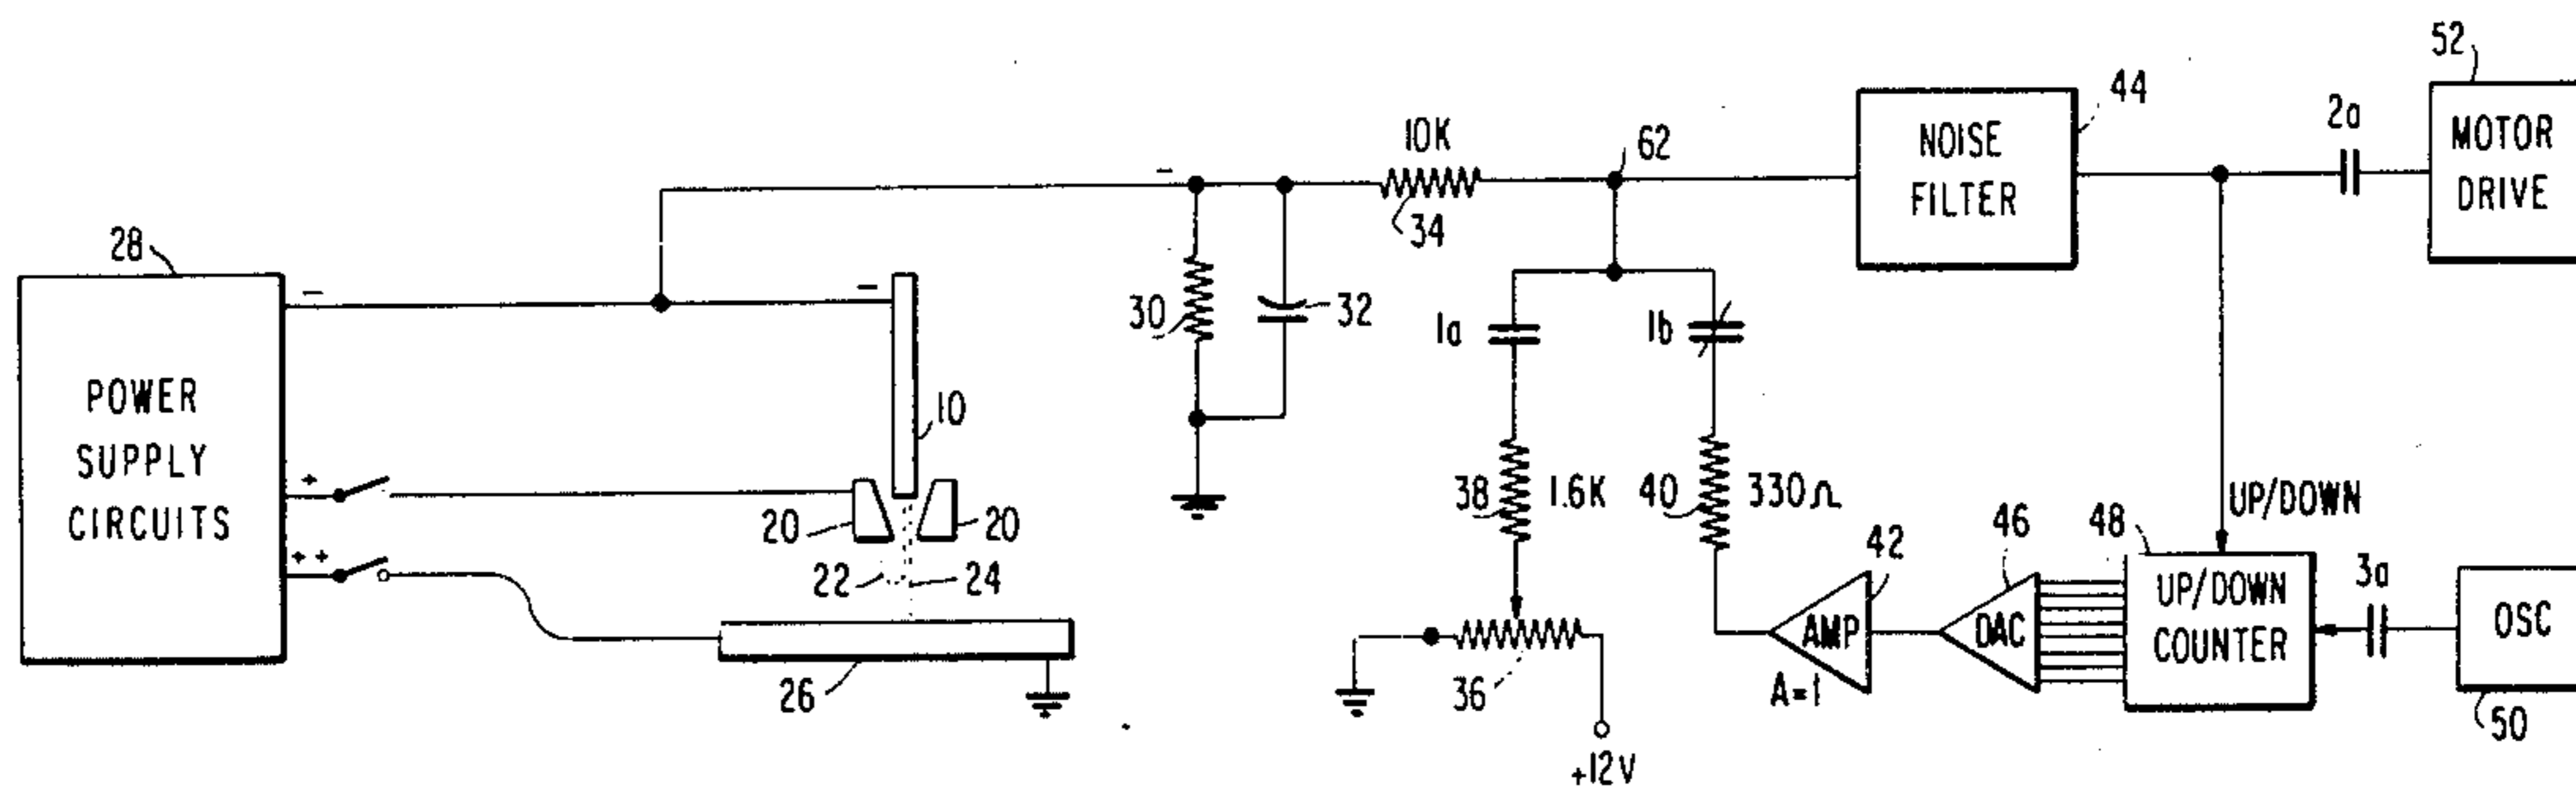 52
44
2a
MOTOR
DRIVE
10K
62
NOISE
FILTER
34
28
-
-
-
30
32
1a
1b
10
POWER
SUPPLY
CIRCUITS
+
+ +
20
20
22
24
26
38
1.6K
40
330Ω
UP/DOWN
46
48
42
3a
AMP
DAC
UP/DOWN
COUNTER
OSC
A=1
36
50
+12V